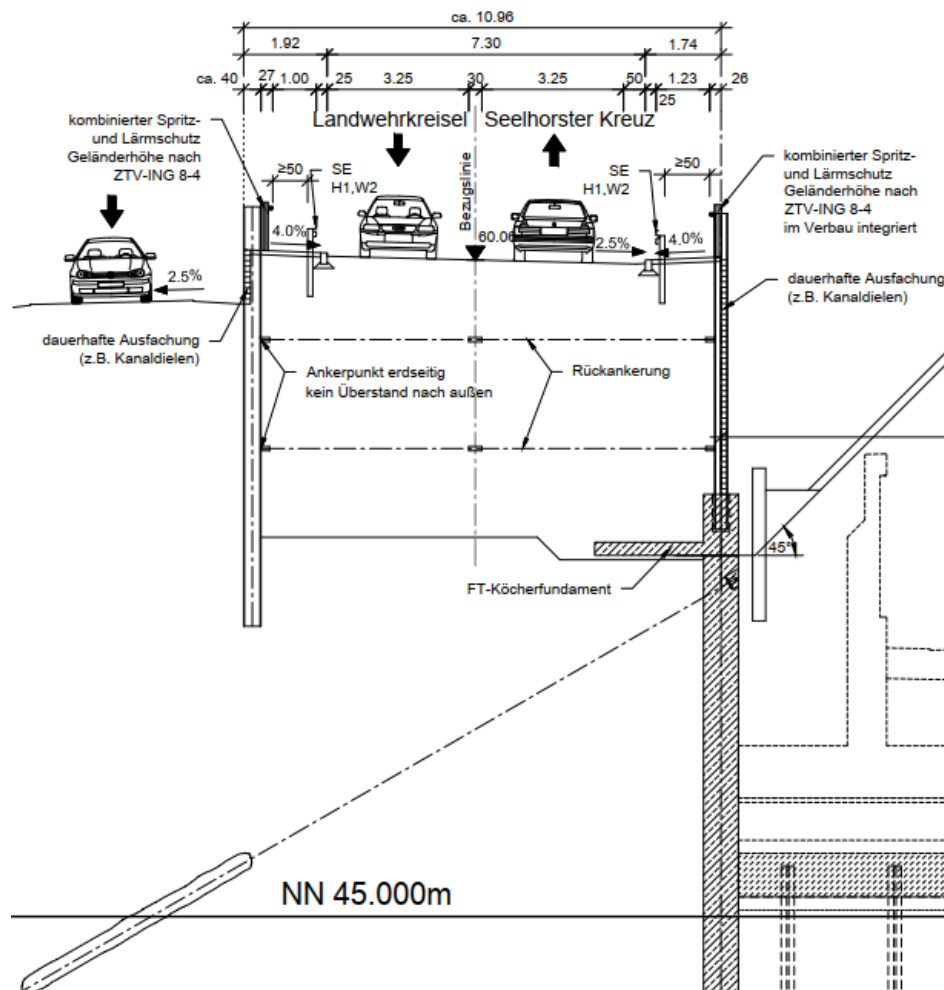 ca. 10.96
1.92 7.30 1.74
ca. 40 27 1.00 25 3.25 30 3.25 50 1.23 26
25
Landwehrkreisel Seelhorster Kreuz
kombinierter Spritz-
und Lärmschutz
Geländerhöhe nach
ZTV-ING 8-4
≥50
SE
H1,W2
Bezugslinie
SE
H1,W2
≥50
kombinierter Spritz-
und Lärmschutz
Geländerhöhe nach
ZTV-ING 8-4
im Verbau integriert
4.0%
60.06
2.5%
4.0%
2.5%
dauerhafte Ausfachung
(z.B. Kanaldielen)
dauerhafte Ausfachung
(z.B. Kanaldielen)
Ankerpunkt erdseitig
kein Überstand nach außen
Rückankerung
45°
FT-Köcherfundament
NN 45.000m